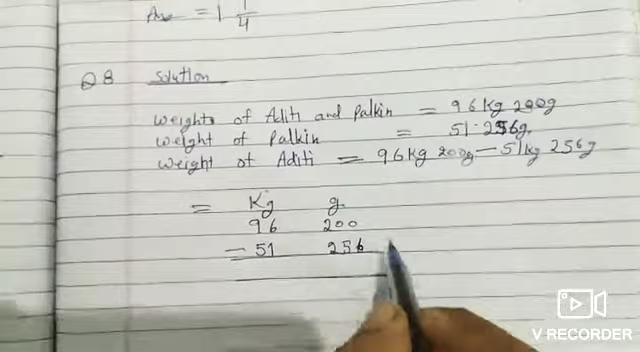 Ans = 1 1/4
Q 8 Solution
Weights of Aditi and Palkin = 96 Kg 200g
Weight of Palkin = 51.256g.
Weight of Aditi = 96 Kg 200g - 51 kg 256 g
= Kg g.
96 200
- 51 256
V RECORDER